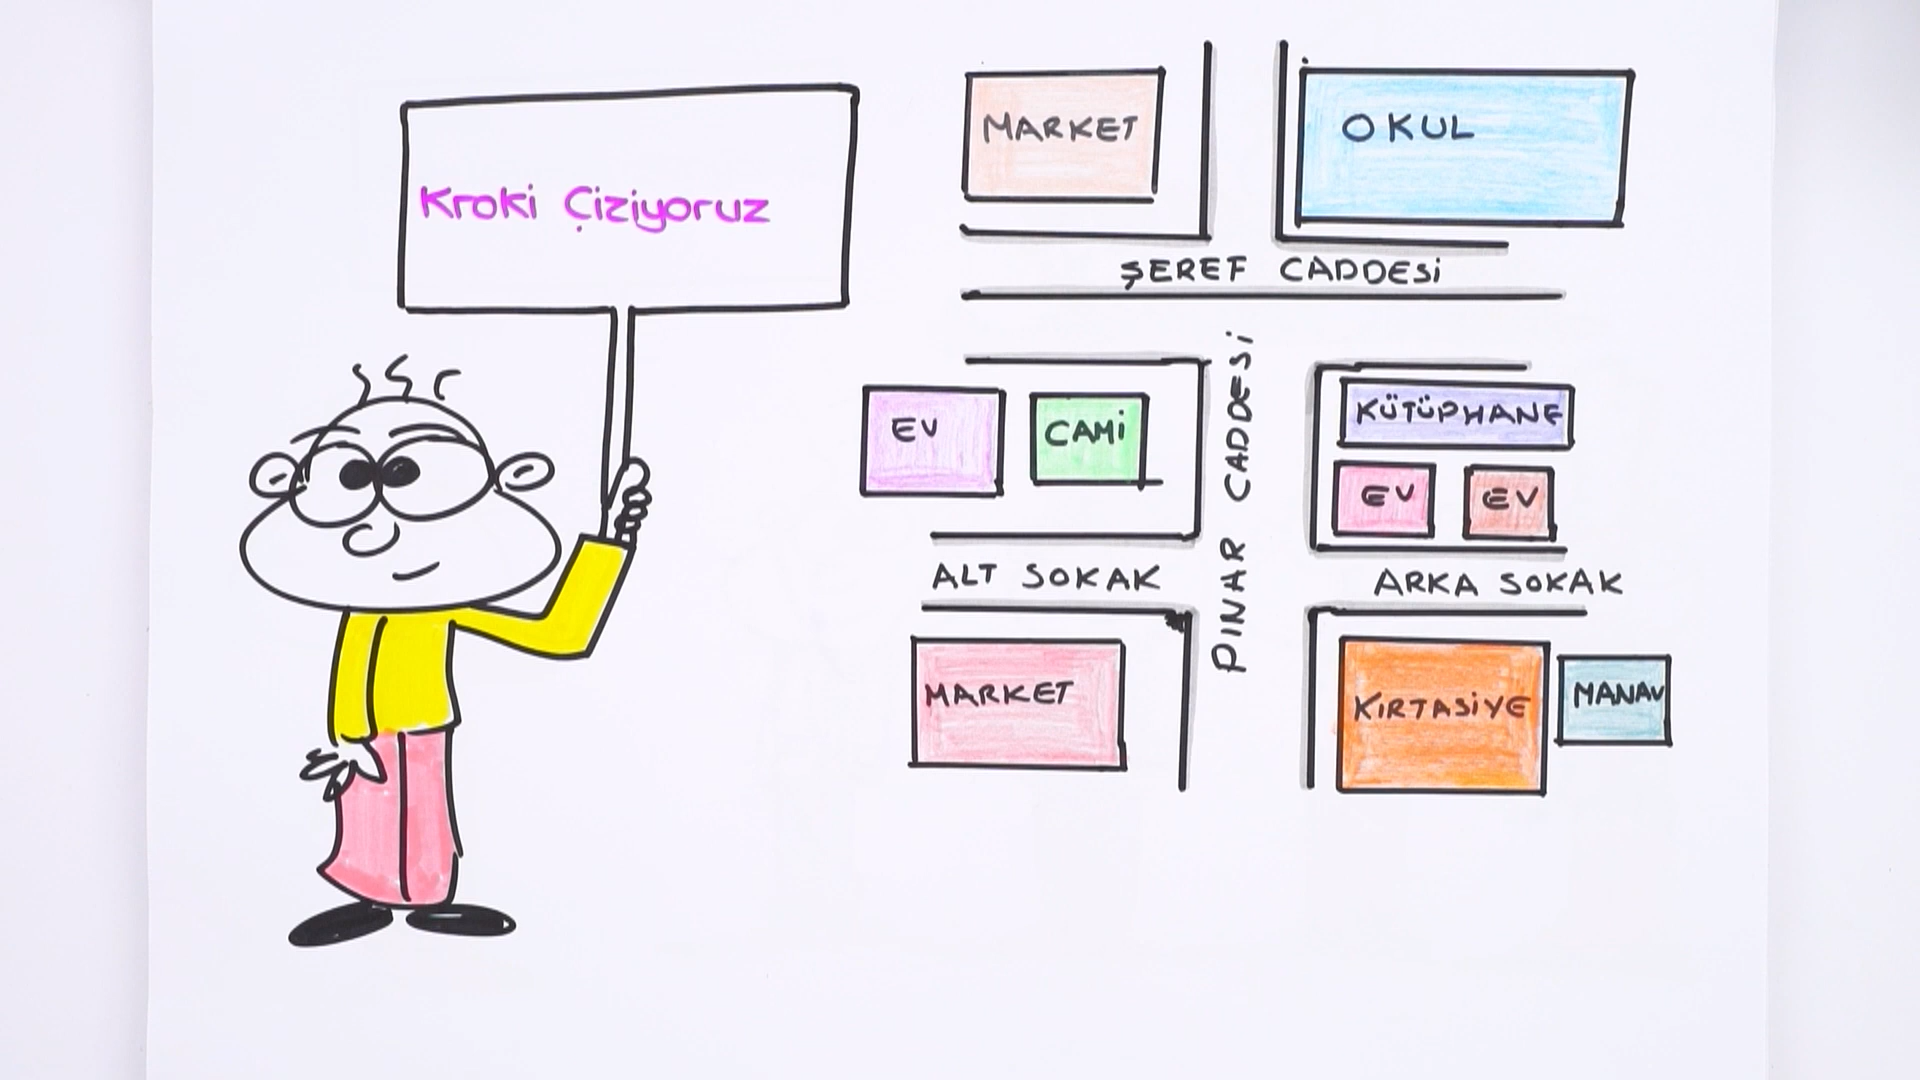 Kroki Çiziyoruz
MARKET
OKUL
ŞEREF CADDESİ
EV
CAMİ
PINAR CADDESİ
KÜTÜPHANE
EV
EV
ALT SOKAK
ARKA SOKAK
MARKET
KIRTASİYE
MANAV